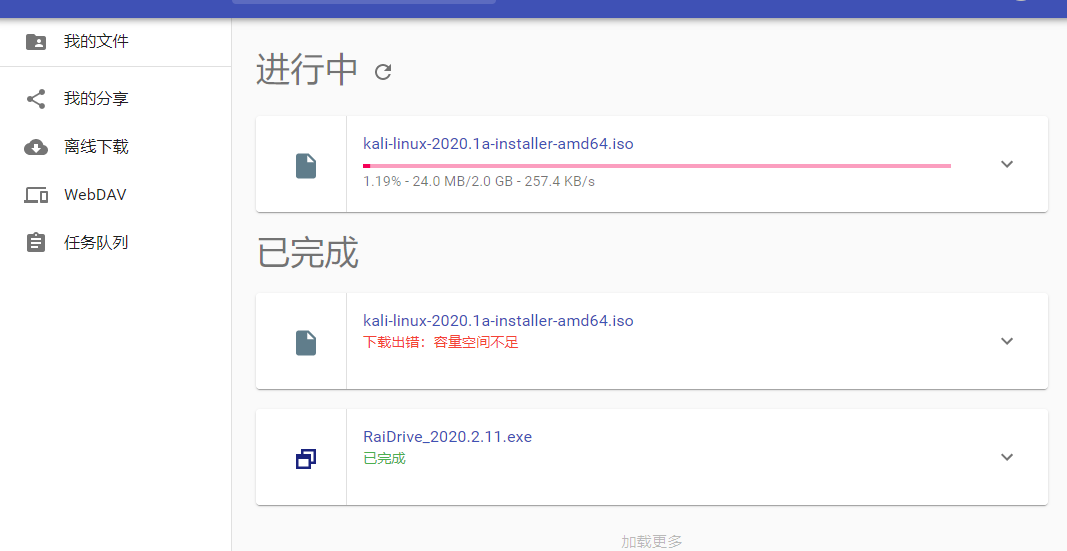 我的文件
我的分享
离线下载
WebDAV
任务队列
进行中
kali-linux-2020.1a-installer-amd64.iso
1.19% - 24.0 MB/2.0 GB - 257.4 KB/s
已完成
kali-linux-2020.1a-installer-amd64.iso
下载出错：容量空间不足
RaiDrive_2020.2.11.exe
已完成
加载更多